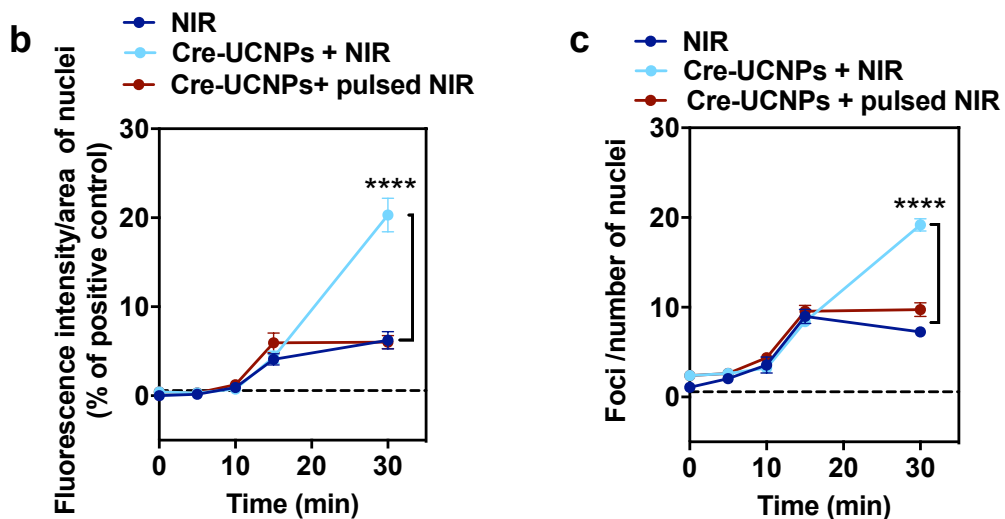 b
NIR
Cre-UCNPs + NIR
Cre-UCNPs+ pulsed NIR
Fluorescence intensity/area of nuclei
(% of positive control)
30
20
10
0
****
0
10
20
30
Time (min)
c
NIR
Cre-UCNPs + NIR
Cre-UCNPs + pulsed NIR
Foci /number of nuclei
30
20
10
0
****
0
10
20
30
Time (min)